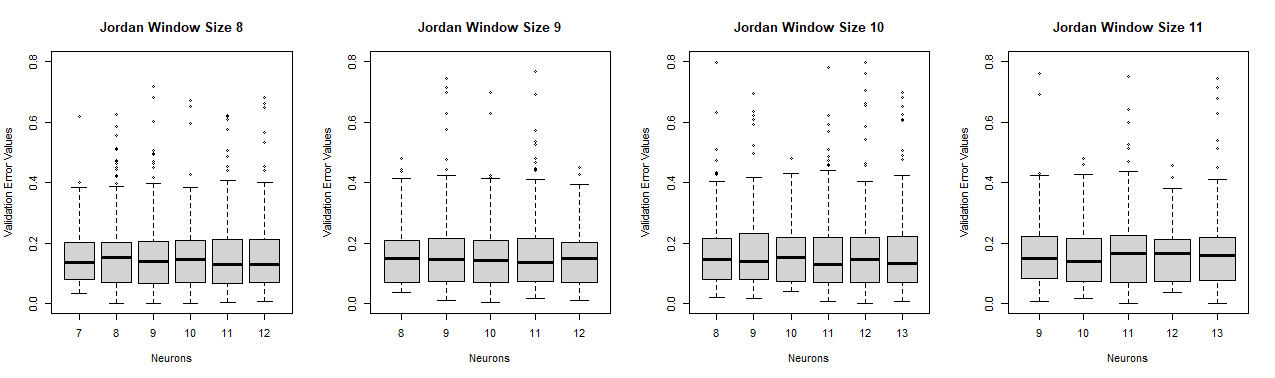 Jordan Window Size 8
Validation Error Values
0.8
0.6
0.4
0.2
0.0
7 8 9 10 11 12
Neurons
Jordan Window Size 9
Validation Error Values
0.8
0.6
0.4
0.2
0.0
8 9 10 11 12
Neurons
Jordan Window Size 10
Validation Error Values
0.8
0.6
0.4
0.2
0.0
8 9 10 11 12 13
Neurons
Jordan Window Size 11
Validation Error Values
0.8
0.6
0.4
0.2
0.0
9 10 11 12 13
Neurons